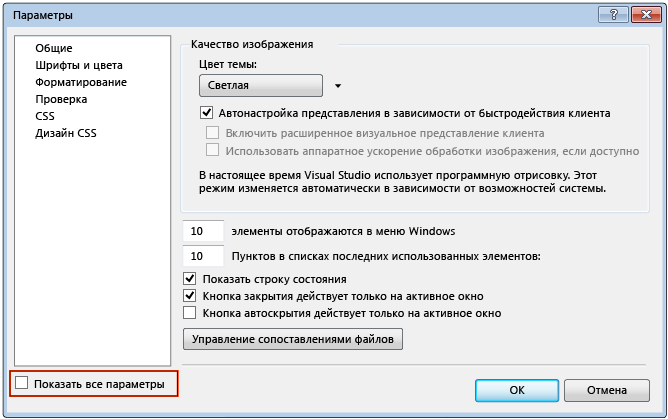 Параметры
Общие
Шрифты и цвета
Форматирование
Проверка
CSS
Дизайн CSS
Показать все параметры
Качество изображения
Цвет темы:
Светлая
Автонастройка представления в зависимости от быстродействия клиента
Включить расширенное визуальное представление клиента
Использовать аппаратное ускорение обработки изображения, если доступно
В настоящее время Visual Studio использует программную отрисовку. Этот
режим изменяется автоматически в зависимости от возможностей системы.
10 элементы отображаются в меню Windows
10 Пунктов в списках последних использованных элементов:
Показать строку состояния
Кнопка закрытия действует только на активное окно
Кнопка автоскрытия действует только на активное окно
Управление сопоставлениями файлов
ОК Отмена